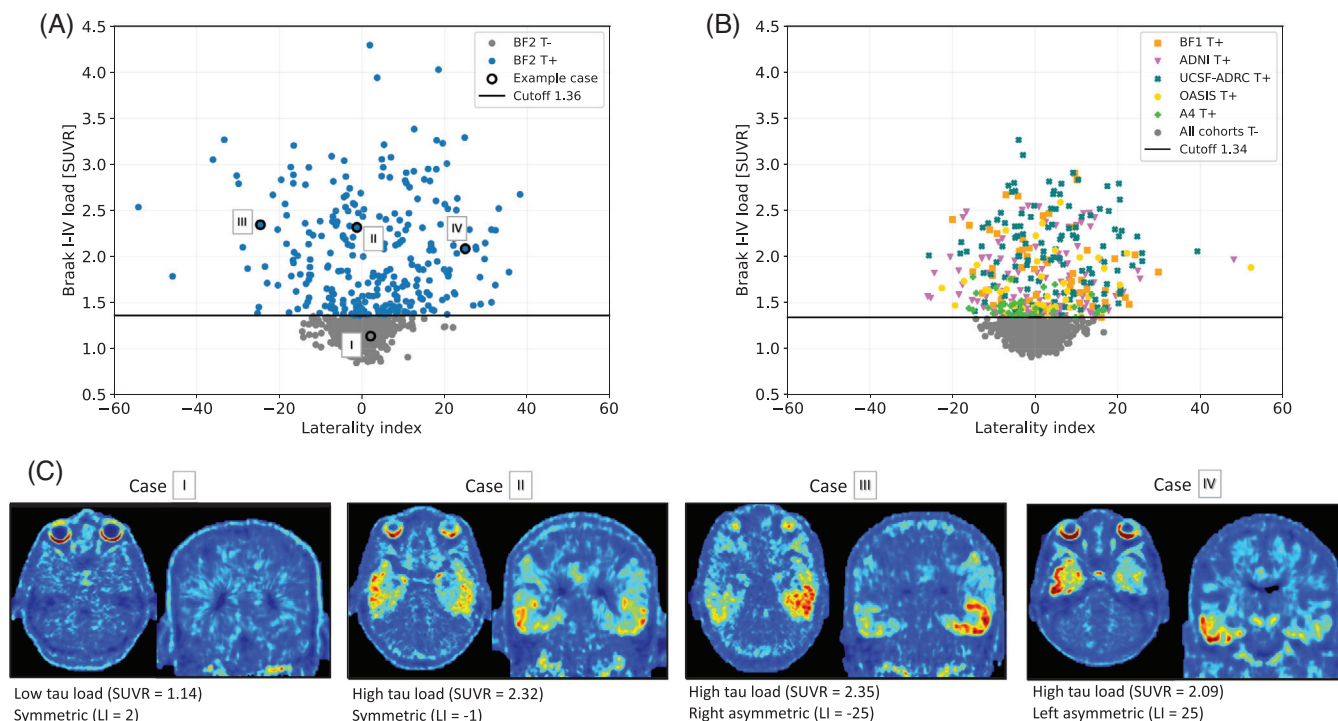 (A)
4.5
4.0
3.5
3.0
2.5
2.0
1.5
1.0
0.5
Braak I-IV load [SUVR]
−60
−40
−20
0
20
40
60
Laterality index
BF2 T-
BF2 T+
Example case
Cutoff 1.36
III
II
IV
I
(B)
4.5
4.0
3.5
3.0
2.5
2.0
1.5
1.0
0.5
Braak I-IV load [SUVR]
−60
−40
−20
0
20
40
60
Laterality index
BF1 T+
ADNI T+
UCSF-ADRC T+
OASIS T+
A4 T+
All cohorts T-
Cutoff 1.34
(C)
Case I
Low tau load (SUVR = 1.14)
Symmetric (LI = 2)
Case II
High tau load (SUVR = 2.32)
Symmetric (LI = -1)
Case III
High tau load (SUVR = 2.35)
Right asymmetric (LI = -25)
Case IV
High tau load (SUVR = 2.09)
Left asymmetric (LI = 25)